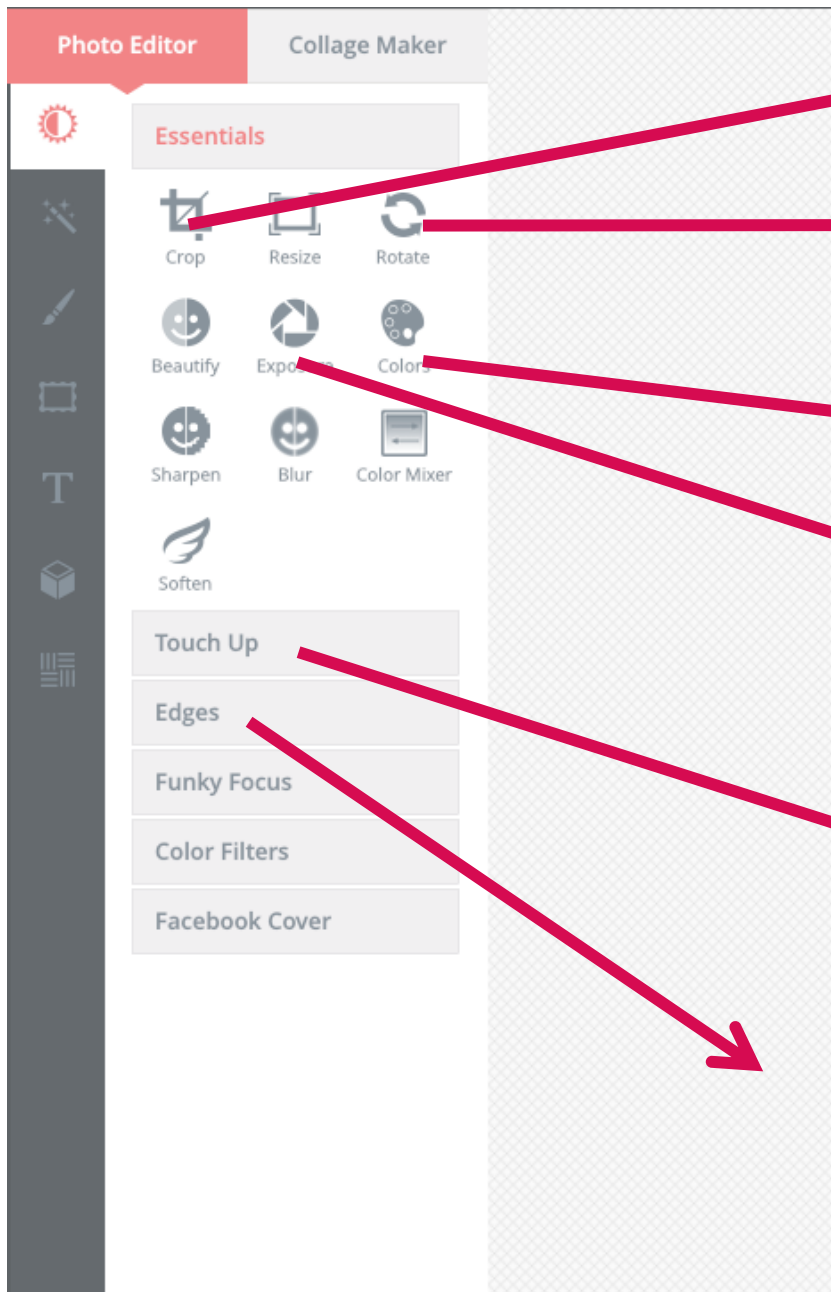 Photo Editor Collage Maker
Essentials
Crop Resize Rotate
Beautify Exposure Colors
Sharpen Blur Color Mixer
Soften
T
Touch Up
Edges
Funky Focus
Color Filters
Facebook Cover